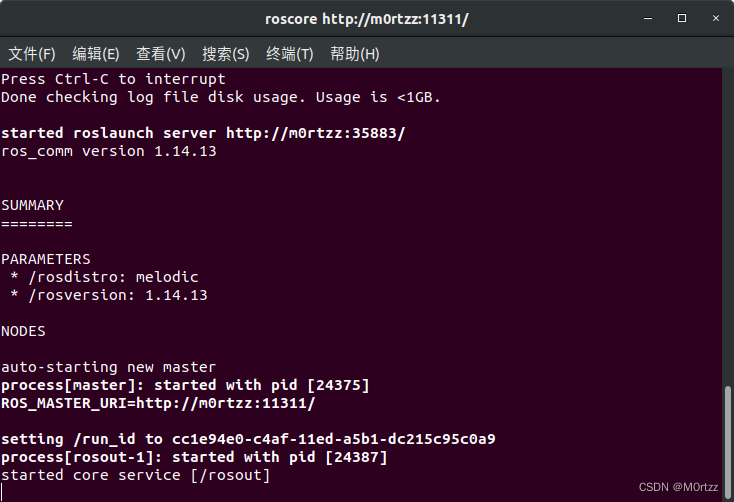 roscore http://m0rtzz:11311/
文件(F) 编辑(E) 查看(V) 搜索(S) 终端(T) 帮助(H)
Press Ctrl-C to interrupt
Done checking log file disk usage. Usage is <1GB.
started roslaunch server http://m0rtzz:35883/
ros_comm version 1.14.13
SUMMARY
========
PARAMETERS
* /rosdistro: melodic
* /rosversion: 1.14.13
NODES
auto-starting new master
process[master]: started with pid [24375]
ROS_MASTER_URI=http://m0rtzz:11311/
setting /run_id to cc1e94e0-c4af-11ed-a5b1-dc215c95c0a9
process[rosout-1]: started with pid [24387]
started core service [/rosout]
CSDN @M0rtzz